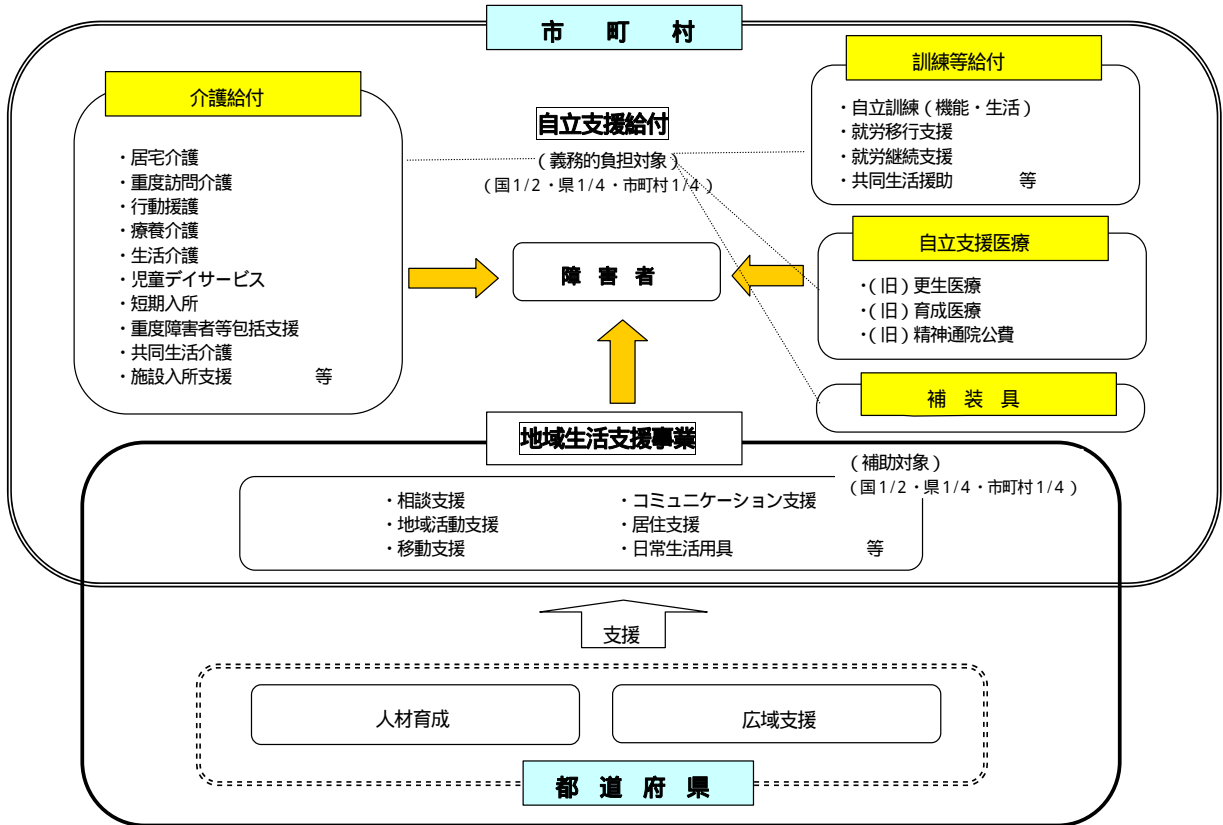 市 町 村
介護給付
・居宅介護
・重度訪問介護
・行動援護
・療養介護
・生活介護
・児童デイサービス
・短期入所
・重度障害者等包括支援
・共同生活介護
・施設入所支援 等
自立支援給付
(義務的負担対象)
(国1/2・県1/4・市町村1/4)
訓練等給付
・自立訓練(機能・生活)
・就労移行支援
・就労継続支援
・共同生活援助 等
自立支援医療
・(旧)更生医療
・(旧)育成医療
・(旧)精神通院公費
補 装 具
障 害 者
地域生活支援事業
(補助対象)
(国1/2・県1/4・市町村1/4)
・相談支援 ・コミュニケーション支援
・地域活動支援 ・居住支援
・移動支援 ・日常生活用具 等
支援
人材育成
広域支援
都 道 府 県